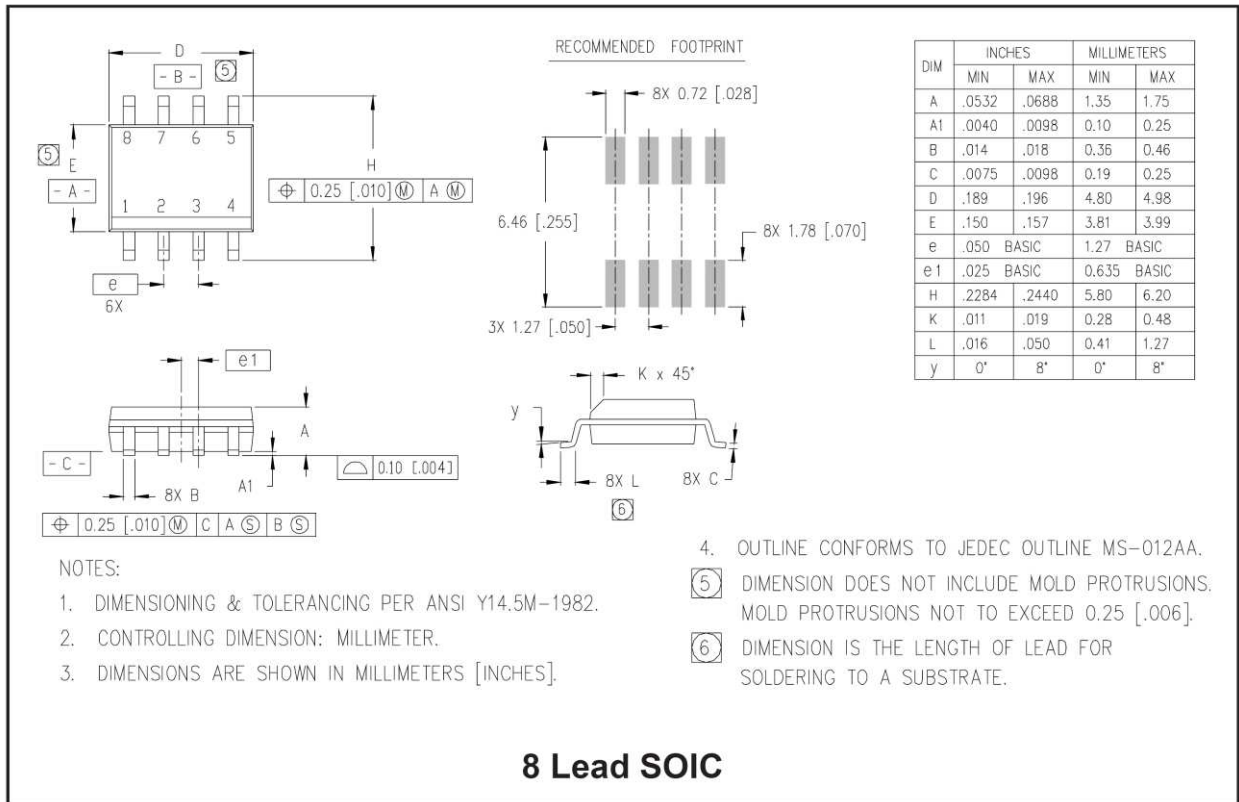 D
- B -
5
8 7 6 5
5
E
- A -
H
⌖ 0.25 [.010] Ⓜ A Ⓜ
1 2 3 4
e
6X
RECOMMENDED FOOTPRINT
8X 0.72 [.028]
6.46 [.255]
8X 1.78 [.070]
3X 1.27 [.050]
DIM INCHES MILLIMETERS
MIN MAX MIN MAX
A .0532 .0688 1.35 1.75
A1 .0040 .0098 0.10 0.25
B .014 .018 0.36 0.46
C .0075 .0098 0.19 0.25
D .189 .196 4.80 4.98
E .150 .157 3.81 3.99
e .050 BASIC 1.27 BASIC
e1 .025 BASIC 0.635 BASIC
H .2284 .2440 5.80 6.20
K .011 .019 0.28 0.48
L .016 .050 0.41 1.27
y 0° 8° 0° 8°
e1
A
- C -
8X B
A1
⌓ 0.10 [.004]
⌖ 0.25 [.010] Ⓜ C A Ⓢ B Ⓢ
K x 45°
y
8X L
8X C
6
NOTES:
1. DIMENSIONING & TOLERANCING PER ANSI Y14.5M-1982.
2. CONTROLLING DIMENSION: MILLIMETER.
3. DIMENSIONS ARE SHOWN IN MILLIMETERS [INCHES].
4. OUTLINE CONFORMS TO JEDEC OUTLINE MS-012AA.
5 DIMENSION DOES NOT INCLUDE MOLD PROTRUSIONS.
MOLD PROTRUSIONS NOT TO EXCEED 0.25 [.006].
6 DIMENSION IS THE LENGTH OF LEAD FOR
SOLDERING TO A SUBSTRATE.
8 Lead SOIC